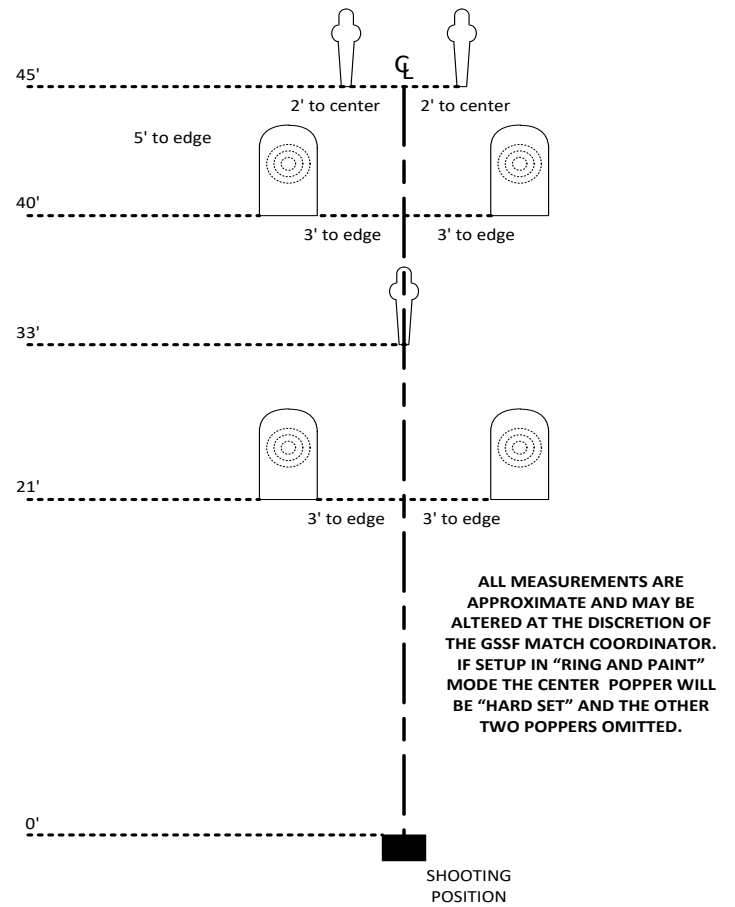 45'
℄
2' to center 2' to center
5' to edge
40'
3' to edge 3' to edge
33'
21'
3' to edge 3' to edge
ALL MEASUREMENTS ARE
APPROXIMATE AND MAY BE
ALTERED AT THE DISCRETION OF
THE GSSF MATCH COORDINATOR.
IF SETUP IN “RING AND PAINT”
MODE THE CENTER POPPER WILL
BE “HARD SET” AND THE OTHER
TWO POPPERS OMITTED.
0'
SHOOTING
POSITION